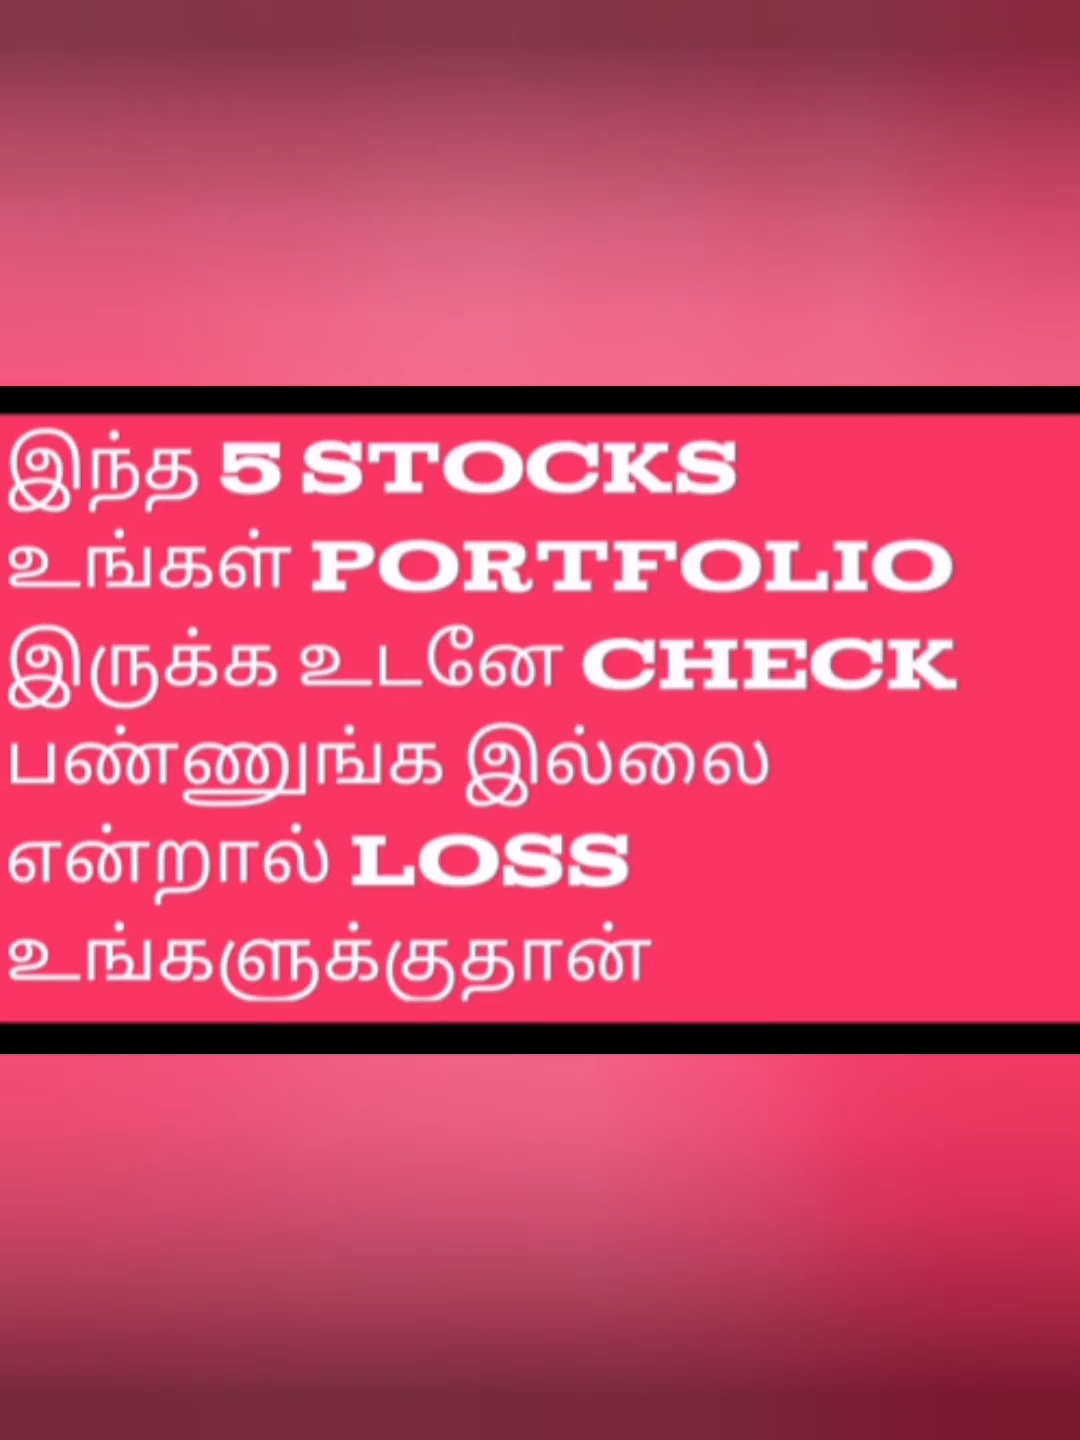 இந்த 5 STOCKS
உங்கள் PORTFOLIO
இருக்க உடனே CHECK
பண்ணுங்க இல்லை
என்றால் LOSS
உங்களுக்குதான்